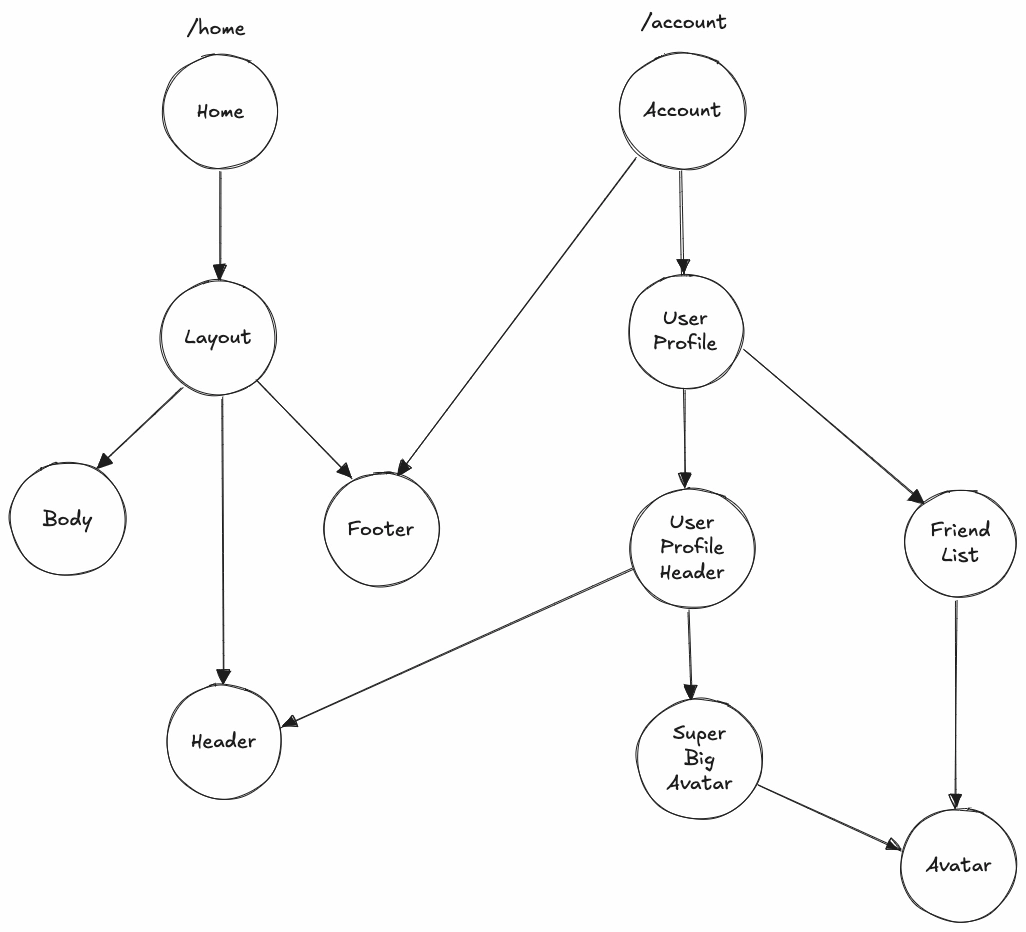 /home
/account
Home
Account
Layout
User
Profile
Body
Footer
User
Profile
Header
Friend
List
Header
Super
Big
Avatar
Avatar